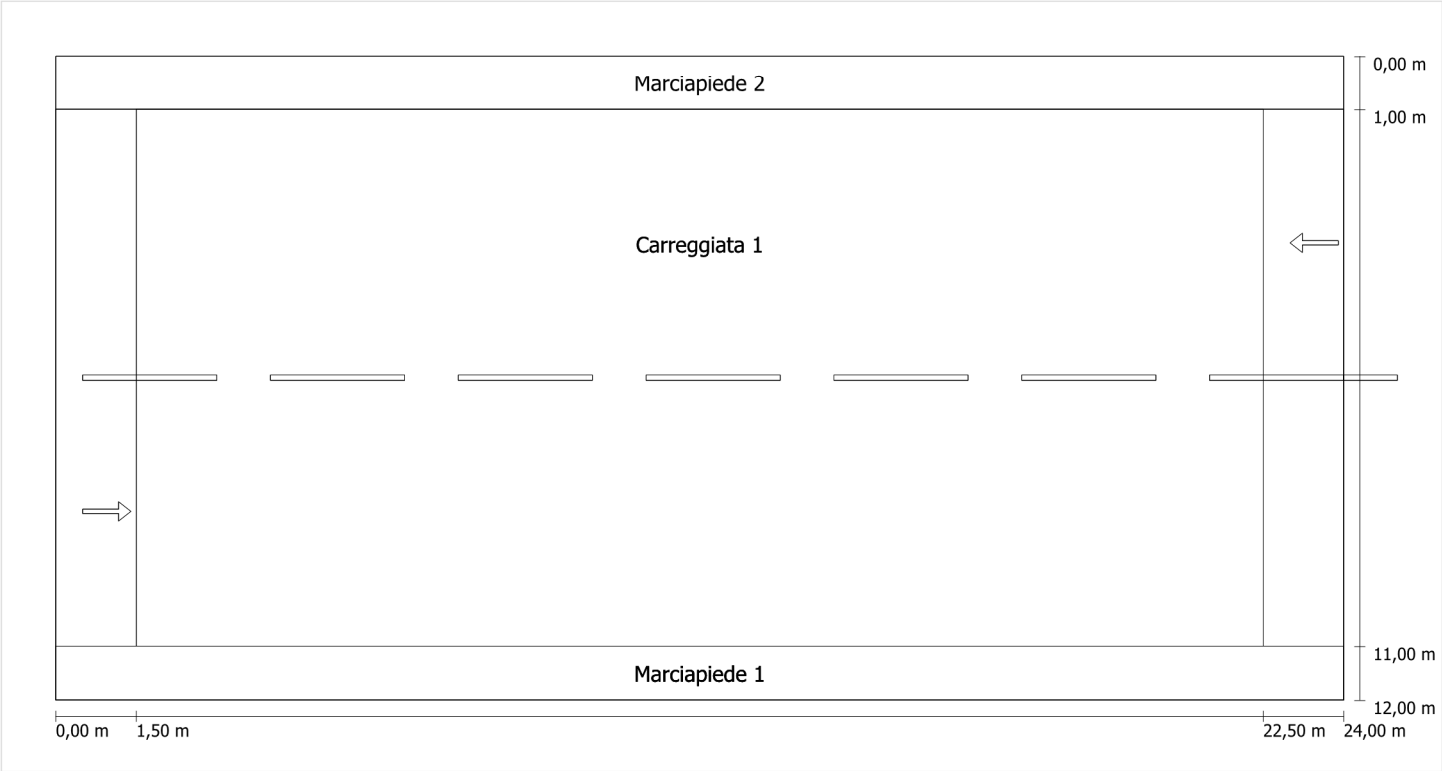 Marciapiede 2
0,00 m
1,00 m
Carreggiata 1
11,00 m
Marciapiede 1
12,00 m
0,00 m 1,50 m 22,50 m 24,00 m